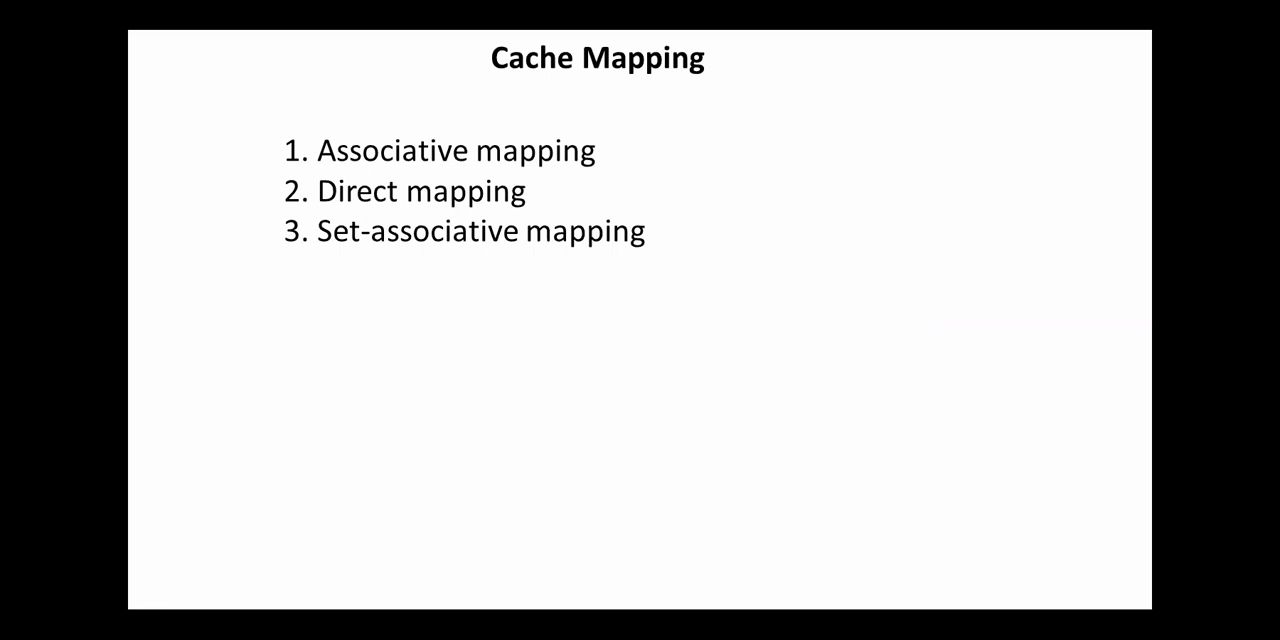 Cache Mapping
1. Associative mapping
2. Direct mapping
3. Set-associative mapping